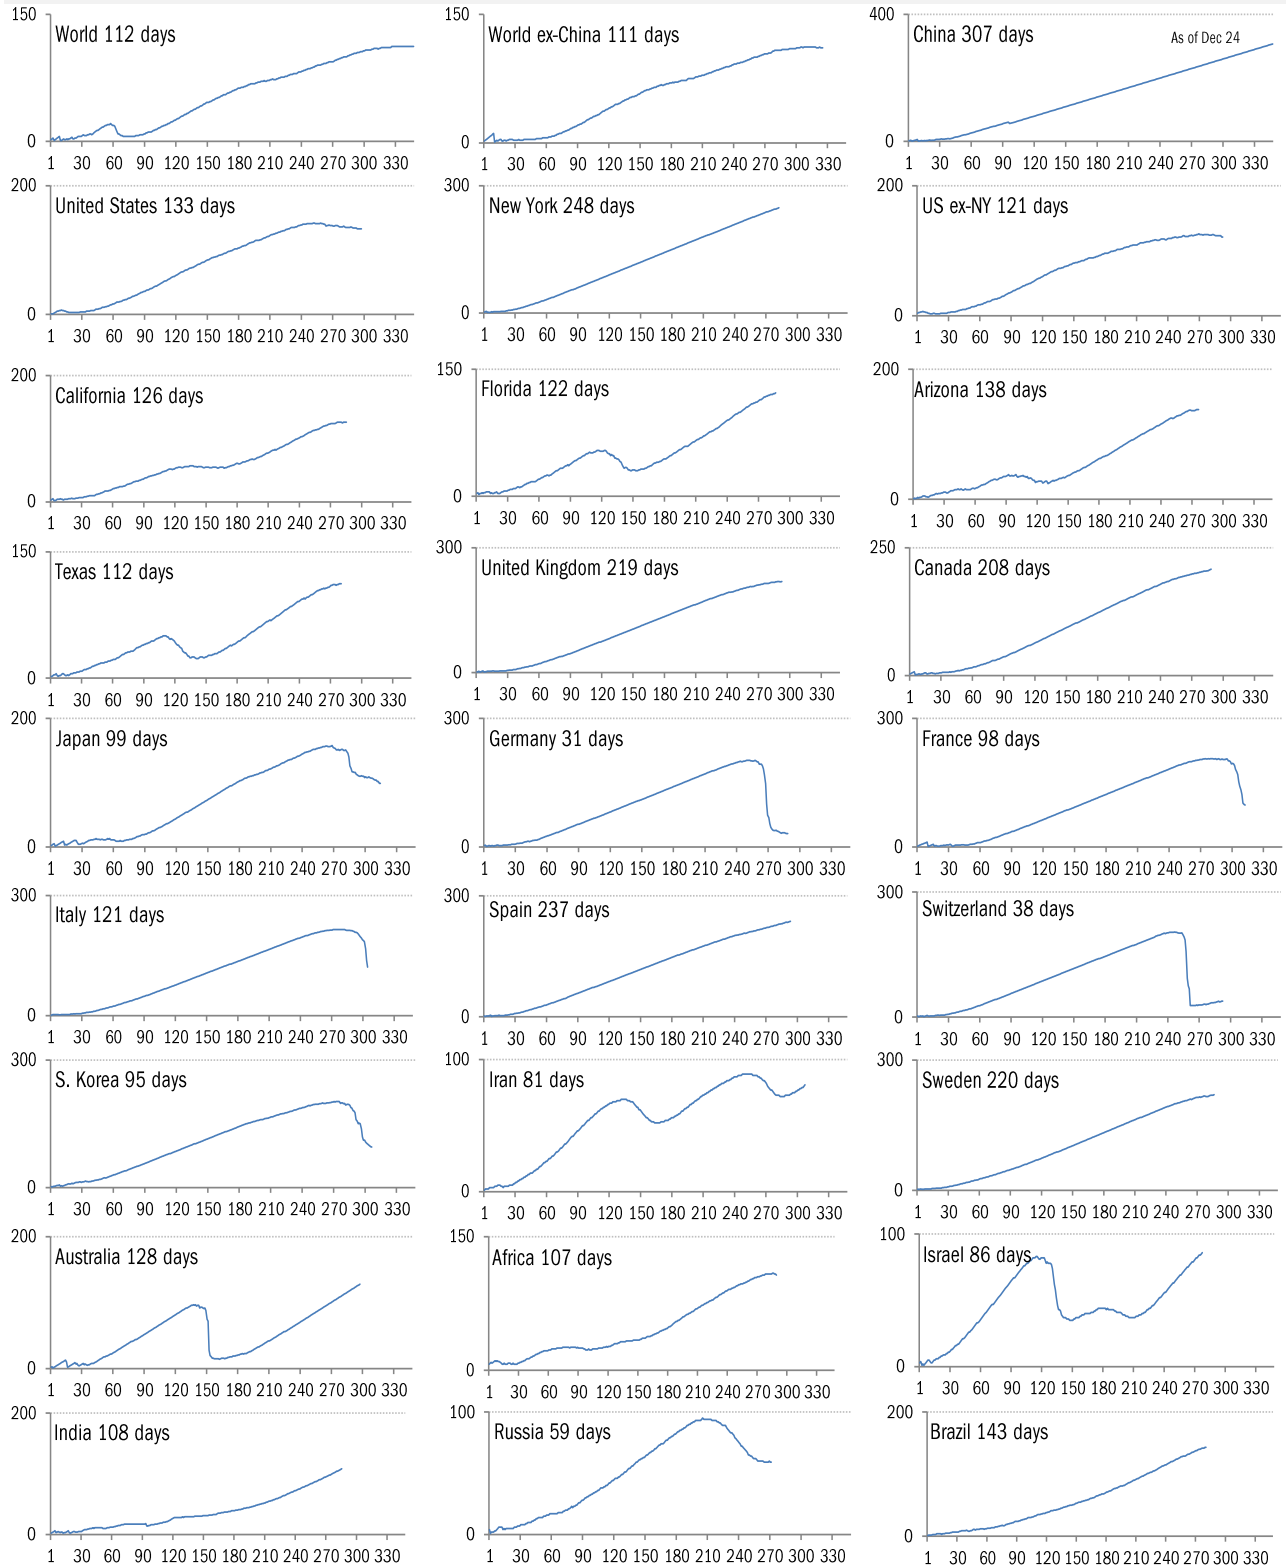 150
World 112 days
0
1 30 60 90 120 150 180 210 240 270 300 330
150
World ex-China 111 days
0
1 30 60 90 120 150 180 210 240 270 300 330
400
China 307 days
As of Dec 24
0
1 30 60 90 120 150 180 210 240 270 300 330
200
United States 133 days
0
1 30 60 90 120 150 180 210 240 270 300 330
300
New York 248 days
0
1 30 60 90 120 150 180 210 240 270 300 330
200
US ex-NY 121 days
0
1 30 60 90 120 150 180 210 240 270 300 330
200
California 126 days
0
1 30 60 90 120 150 180 210 240 270 300 330
150
Florida 122 days
0
1 30 60 90 120 150 180 210 240 270 300 330
200
Arizona 138 days
0
1 30 60 90 120 150 180 210 240 270 300 330
150
Texas 112 days
0
1 30 60 90 120 150 180 210 240 270 300 330
300
United Kingdom 219 days
0
1 30 60 90 120 150 180 210 240 270 300 330
250
Canada 208 days
0
1 30 60 90 120 150 180 210 240 270 300 330
200
Japan 99 days
0
1 30 60 90 120 150 180 210 240 270 300 330
300
Germany 31 days
0
1 30 60 90 120 150 180 210 240 270 300 330
300
France 98 days
0
1 30 60 90 120 150 180 210 240 270 300 330
300
Italy 121 days
0
1 30 60 90 120 150 180 210 240 270 300 330
300
Spain 237 days
0
1 30 60 90 120 150 180 210 240 270 300 330
300
Switzerland 38 days
0
1 30 60 90 120 150 180 210 240 270 300 330
300
S. Korea 95 days
0
1 30 60 90 120 150 180 210 240 270 300 330
100
Iran 81 days
0
1 30 60 90 120 150 180 210 240 270 300 330
300
Sweden 220 days
0
1 30 60 90 120 150 180 210 240 270 300 330
200
Australia 128 days
0
1 30 60 90 120 150 180 210 240 270 300 330
150
Africa 107 days
0
1 30 60 90 120 150 180 210 240 270 300 330
100
Israel 86 days
0
1 30 60 90 120 150 180 210 240 270 300 330
200
India 108 days
0
1 30 60 90 120 150 180 210 240 270 300 330
100
Russia 59 days
0
1 30 60 90 120 150 180 210 240 270 300 330
200
Brazil 143 days
0
1 30 60 90 120 150 180 210 240 270 300 330